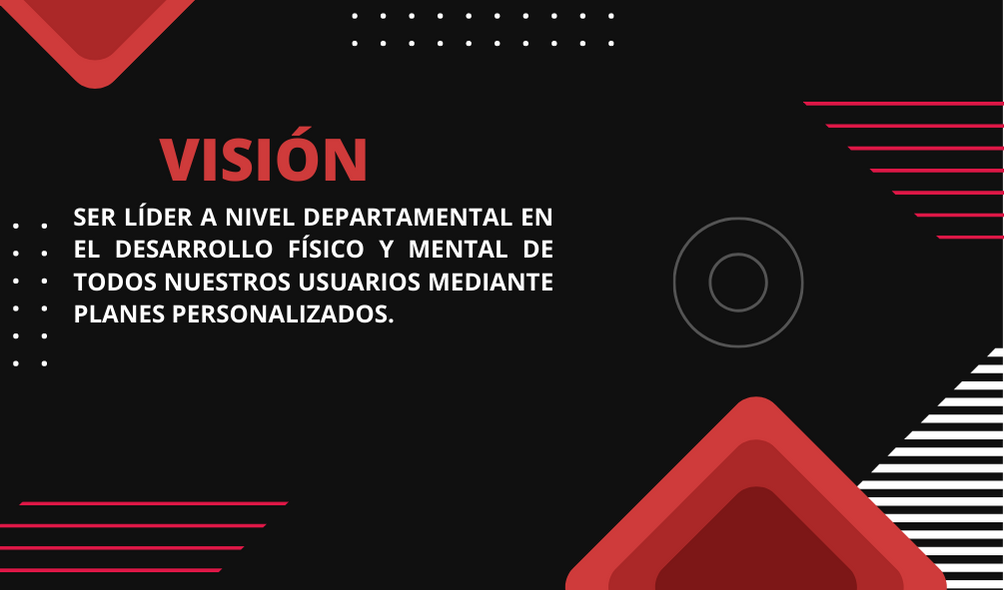 VISIÓN
SER LÍDER A NIVEL DEPARTAMENTAL EN
EL DESARROLLO FÍSICO Y MENTAL DE
TODOS NUESTROS USUARIOS MEDIANTE
PLANES PERSONALIZADOS.